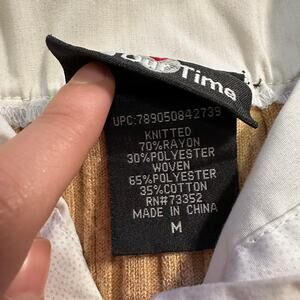 Time
UPC:789050842739
KNITTED
70%RAYON
30%POLYESTER
WOVEN
65%POLYESTER
35%COTTON
RN#73352
MADE IN CHINA
M